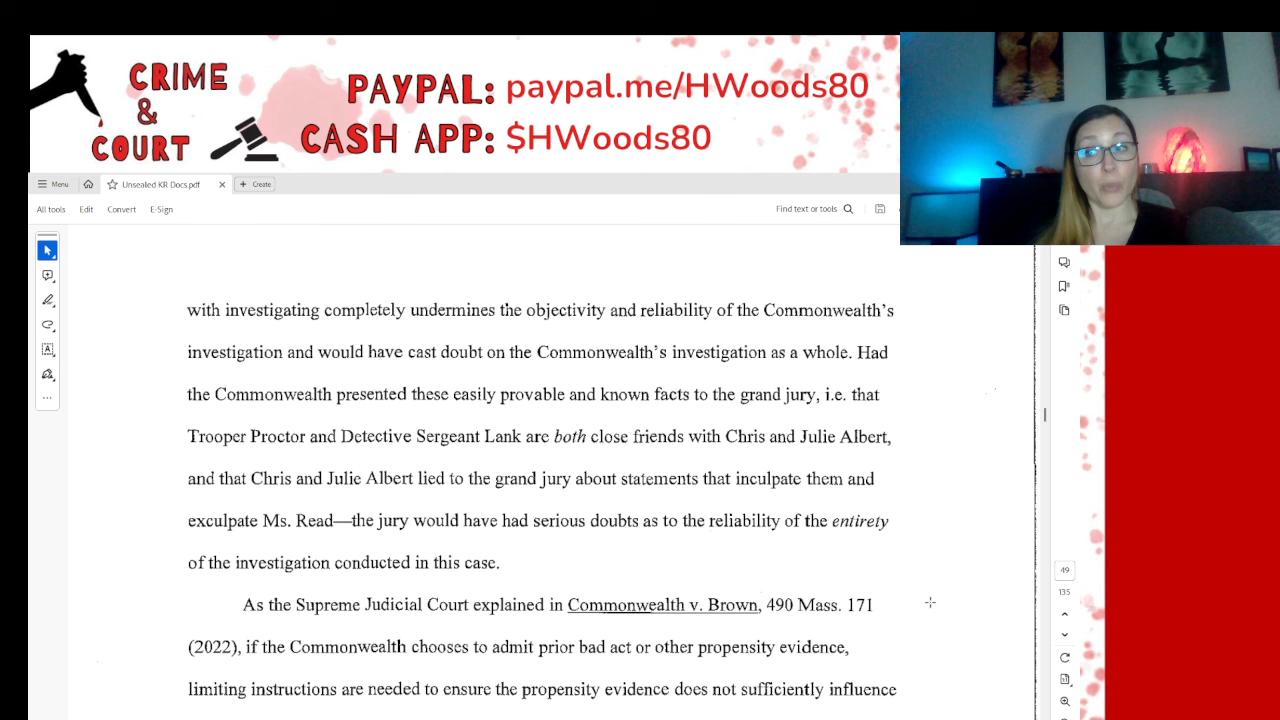 CRIME
&
COURT
PAYPAL: paypal.me/HWoods80
CASH APP: $HWoods80
Menu
Unsealed KR Docs.pdf
Create
All tools Edit Convert E-Sign
Find text or tools
with investigating completely undermines the objectivity and reliability of the Commonwealth's
investigation and would have cast doubt on the Commonwealth's investigation as a whole. Had
the Commonwealth presented these easily provable and known facts to the grand jury, i.e. that
Trooper Proctor and Detective Sergeant Lank are both close friends with Chris and Julie Albert,
and that Chris and Julie Albert lied to the grand jury about statements that inculpate them and
exculpate Ms. Read—the jury would have had serious doubts as to the reliability of the entirety
of the investigation conducted in this case.
As the Supreme Judicial Court explained in Commonwealth v. Brown, 490 Mass. 171
(2022), if the Commonwealth chooses to admit prior bad act or other propensity evidence,
limiting instructions are needed to ensure the propensity evidence does not sufficiently influence
49
135